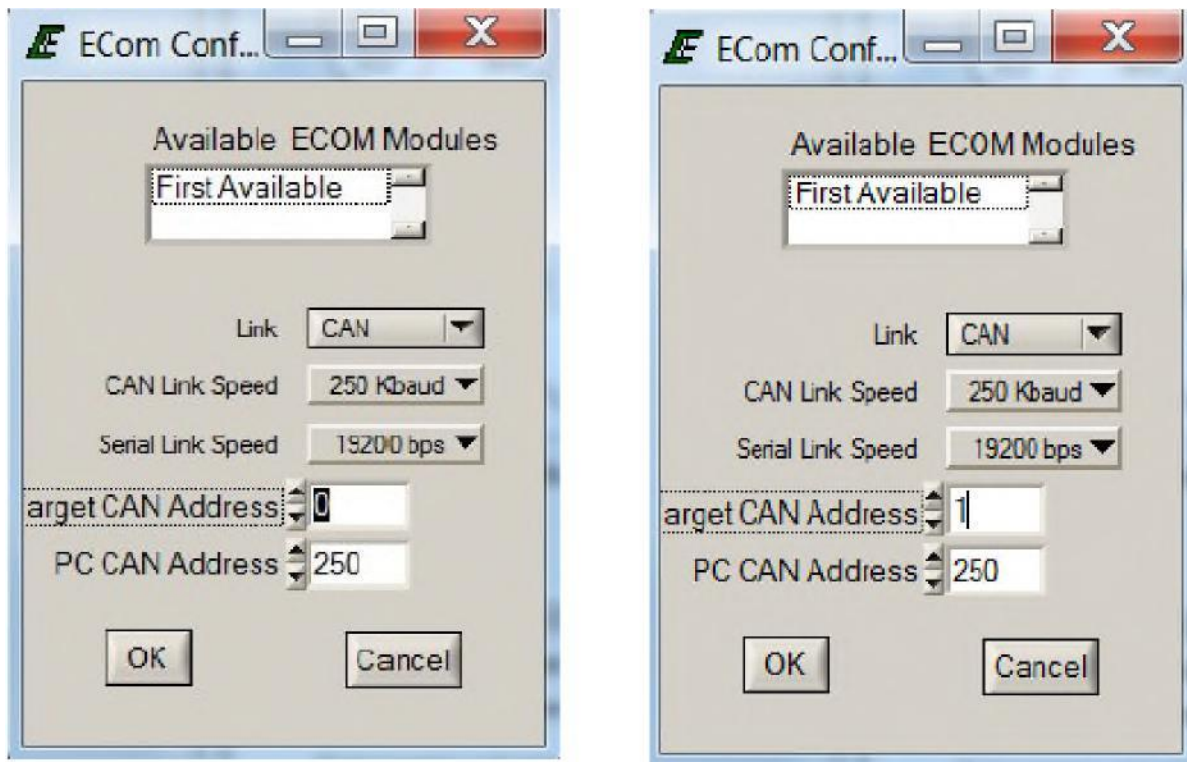 ECom Conf...
Available ECOM Modules
First Available
Link CAN
CAN Link Speed 250 Kbaud
Serial Link Speed 19200 bps
arget CAN Address 0
PC CAN Address 250
OK Cancel
ECom Conf...
Available ECOM Modules
First Available
Link CAN
CAN Link Speed 250 Kbaud
Serial Link Speed 19200 bps
arget CAN Address 1
PC CAN Address 250
OK Cancel